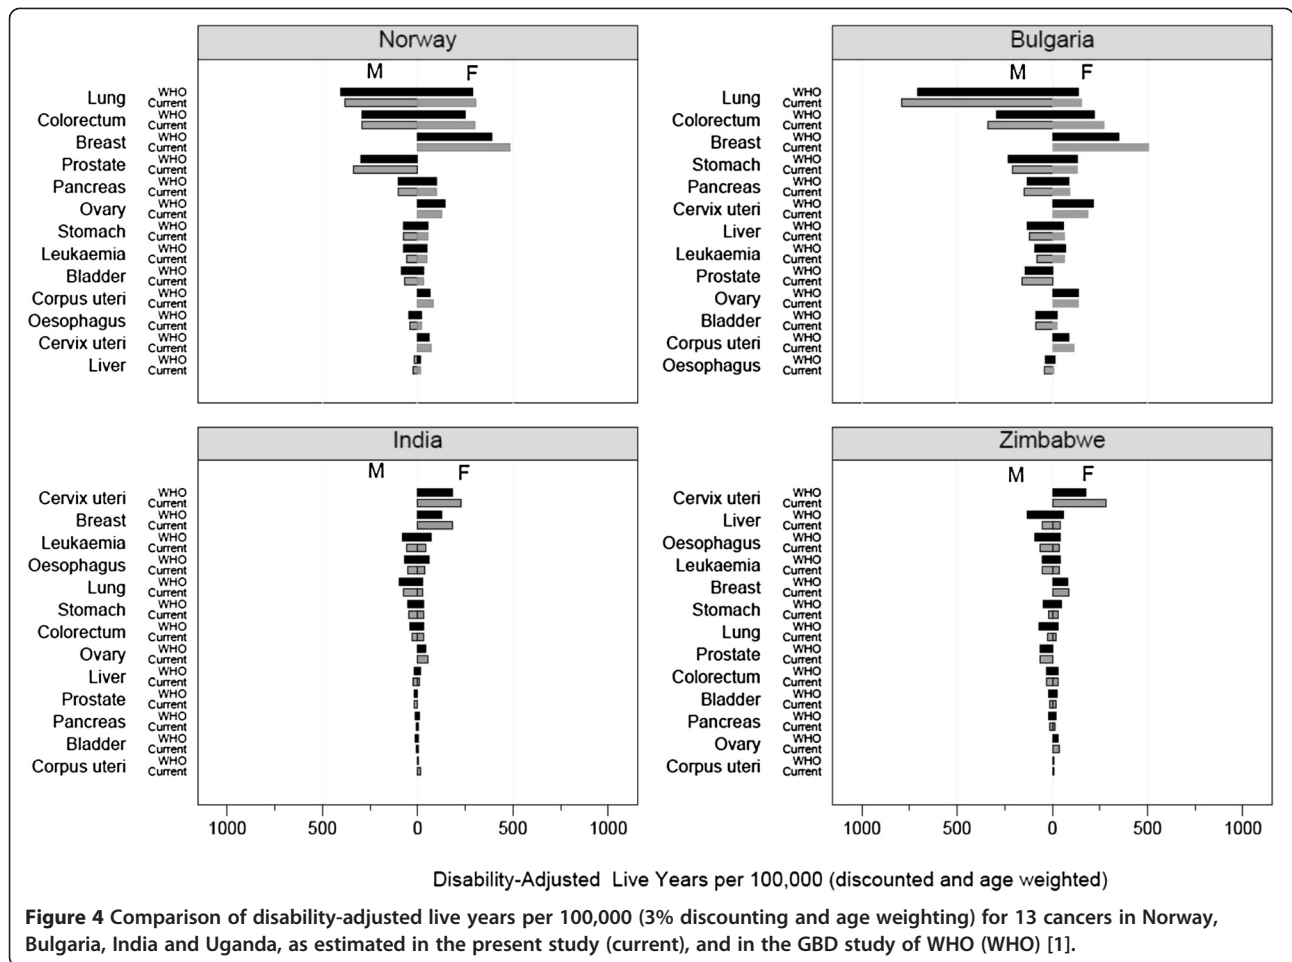 Norway
M F
Lung WHO
Current
Colorectum WHO
Current
Breast WHO
Current
Prostate WHO
Current
Pancreas WHO
Current
Ovary WHO
Current
Stomach WHO
Current
Leukaemia WHO
Current
Bladder WHO
Current
Corpus uteri WHO
Current
Oesophagus WHO
Current
Cervix uteri WHO
Current
Liver WHO
Current
Bulgaria
M F
Lung WHO
Current
Colorectum WHO
Current
Breast WHO
Current
Stomach WHO
Current
Pancreas WHO
Current
Cervix uteri WHO
Current
Liver WHO
Current
Leukaemia WHO
Current
Prostate WHO
Current
Ovary WHO
Current
Bladder WHO
Current
Corpus uteri WHO
Current
Oesophagus WHO
Current
India
M F
Cervix uteri WHO
Current
Breast WHO
Current
Leukaemia WHO
Current
Oesophagus WHO
Current
Lung WHO
Current
Stomach WHO
Current
Colorectum WHO
Current
Ovary WHO
Current
Liver WHO
Current
Prostate WHO
Current
Pancreas WHO
Current
Bladder WHO
Current
Corpus uteri WHO
Current
1000 500 0 500 1000
Zimbabwe
M F
Cervix uteri WHO
Current
Liver WHO
Current
Oesophagus WHO
Current
Leukaemia WHO
Current
Breast WHO
Current
Stomach WHO
Current
Lung WHO
Current
Prostate WHO
Current
Colorectum WHO
Current
Bladder WHO
Current
Pancreas WHO
Current
Ovary WHO
Current
Corpus uteri WHO
Current
1000 500 0 500 1000
Disability-Adjusted Live Years per 100,000 (discounted and age weighted)
Figure 4 Comparison of disability-adjusted live years per 100,000 (3% discounting and age weighting) for 13 cancers in Norway,
Bulgaria, India and Uganda, as estimated in the present study (current), and in the GBD study of WHO (WHO) [1].